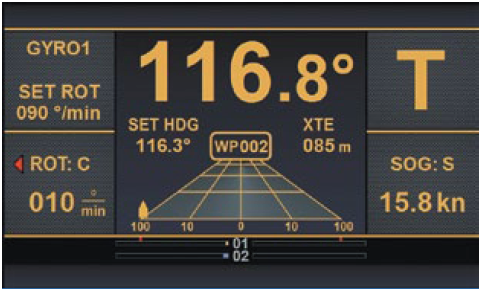 GYRO1
SET ROT
090 °/min
ROT: C
010 °/min
116.8°
SET HDG
116.3°
XTE
085 m
WP002
100 10 0 10 100
01
02
T
SOG: S
15.8 kn